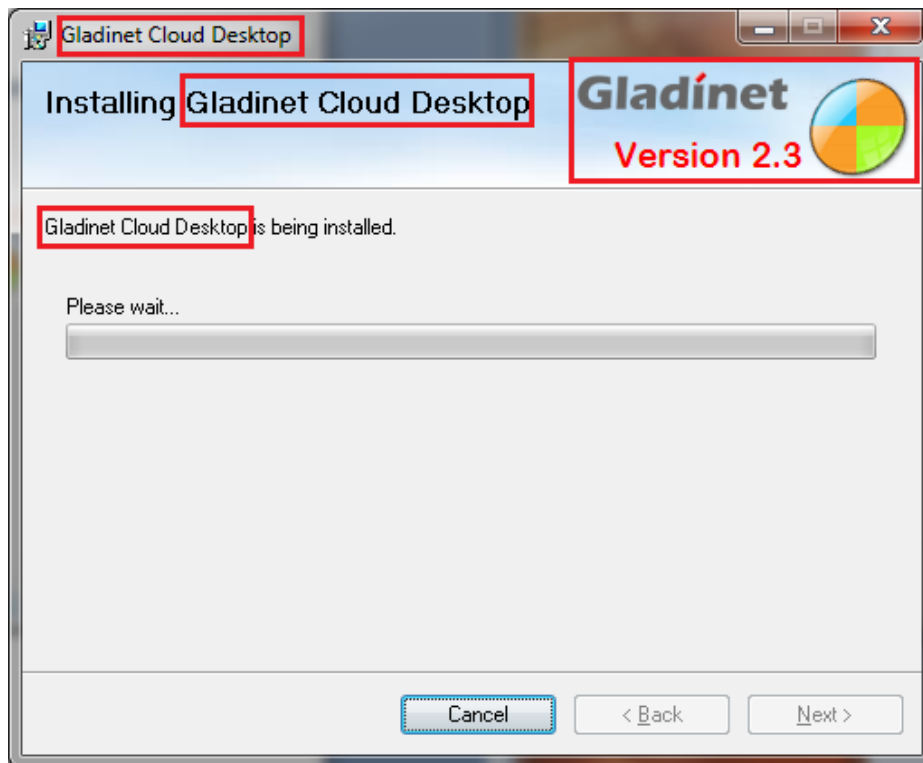 Gladinet Cloud Desktop
Installing Gladinet Cloud Desktop
Gladinet
Version 2.3
Gladinet Cloud Desktop is being installed.
Please wait...
Cancel
< Back
Next >